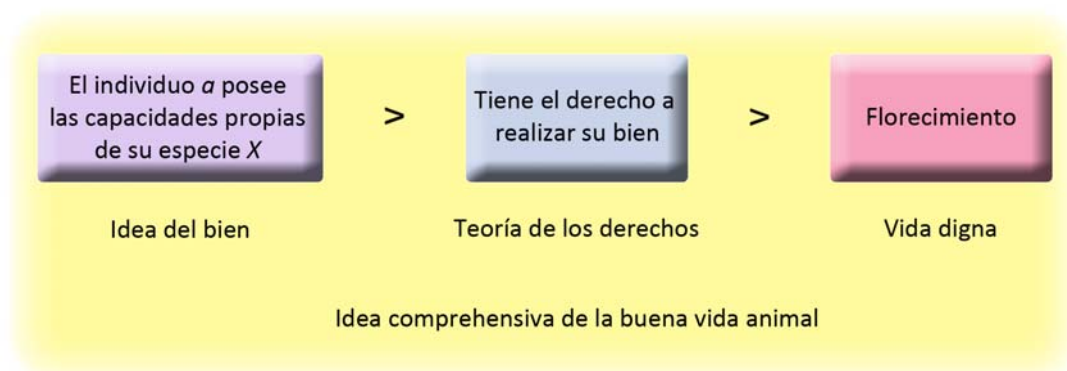 El individuo a posee
las capacidades propias
de su especie X
>
Tiene el derecho a
realizar su bien
>
Florecimiento
Idea del bien
Teoría de los derechos
Vida digna
Idea comprehensiva de la buena vida animal